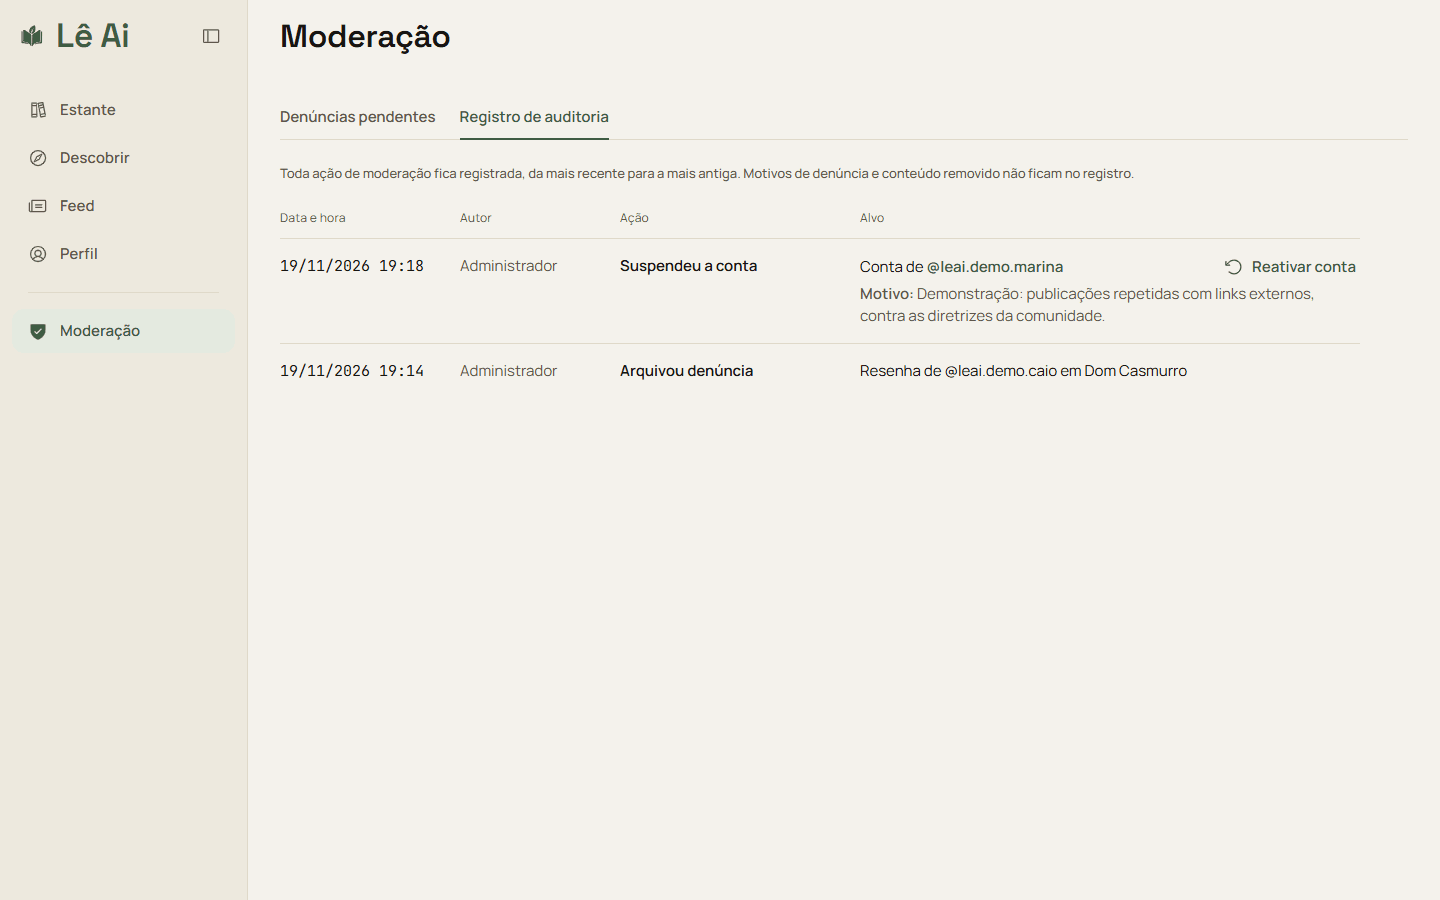 Lê Ai
Estante
Descobrir
Feed
Perfil
Moderação
Moderação
Denúncias pendentes Registro de auditoria
Toda ação de moderação fica registrada, da mais recente para a mais antiga. Motivos de denúncia e conteúdo removido não ficam no registro.
Data e hora Autor Ação Alvo
19/11/2026 19:18 Administrador Suspendeu a conta Conta de @leai.demo.marina Reativar conta
Motivo: Demonstração: publicações repetidas com links externos,
contra as diretrizes da comunidade.
19/11/2026 19:14 Administrador Arquivou denúncia Resenha de @leai.demo.caio em Dom Casmurro